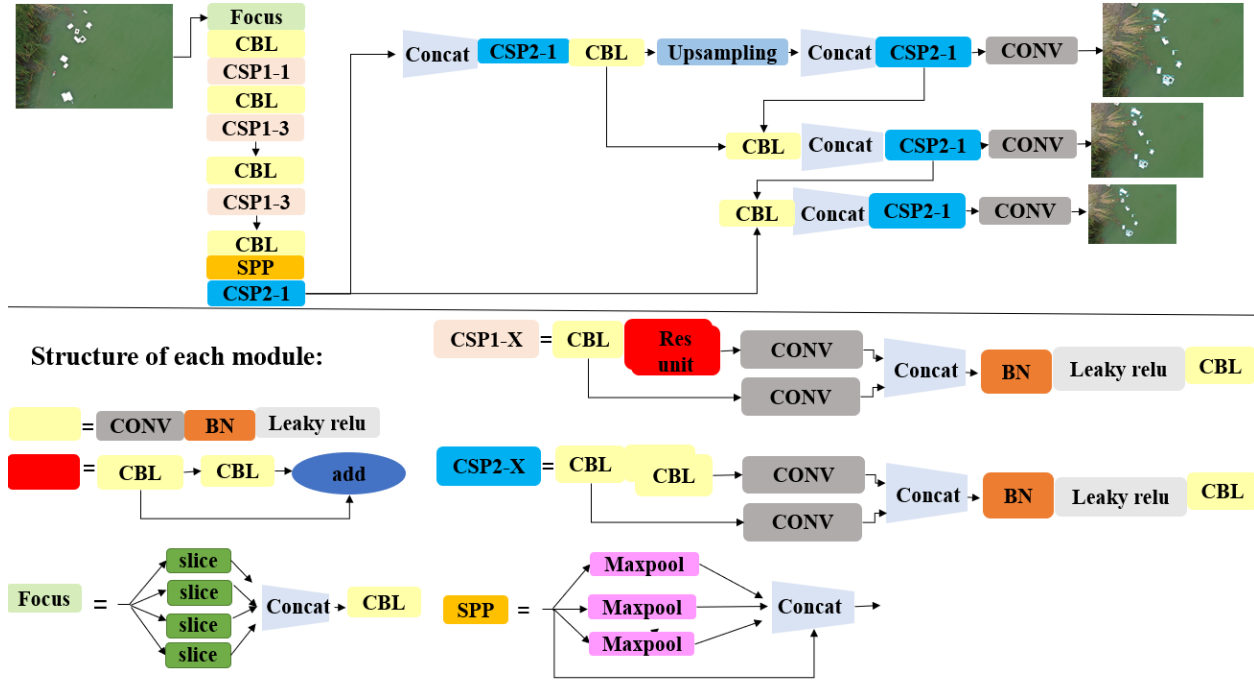 Focus
CBL
CSP1-1
CBL
CSP1-3
CBL
CSP1-3
CBL
SPP
CSP2-1
Concat CSP2-1 CBL Upsampling Concat CSP2-1 CONV
CBL Concat CSP2-1 CONV
CBL Concat CSP2-1 CONV
Structure of each module:
CSP1-X = CBL Res unit CONV CONV Concat BN Leaky relu CBL
= CONV BN Leaky relu
= CBL CBL add
CSP2-X = CBL CBL CONV CONV Concat BN Leaky relu CBL
Focus = slice slice slice slice Concat CBL
SPP = Maxpool Maxpool Maxpool Concat